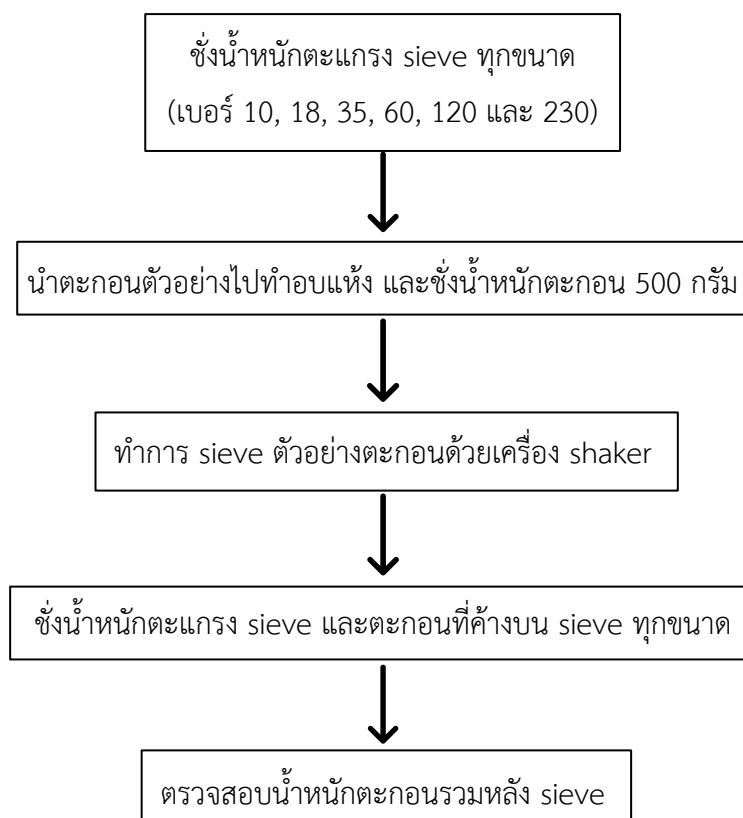 ชั่งน้ำหนักตะแกรง sieve ทุกขนาด
(เบอร์ 10, 18, 35, 60, 120 และ 230)
นำตะกอนตัวอย่างไปทำอบแห้ง และชั่งน้ำหนักตะกอน 500 กรัม
ทำการ sieve ตัวอย่างตะกอนด้วยเครื่อง shaker
ชั่งน้ำหนักตะแกรง sieve และตะกอนที่ค้างบน sieve ทุกขนาด
ตรวจสอบน้ำหนักตะกอนรวมหลัง sieve